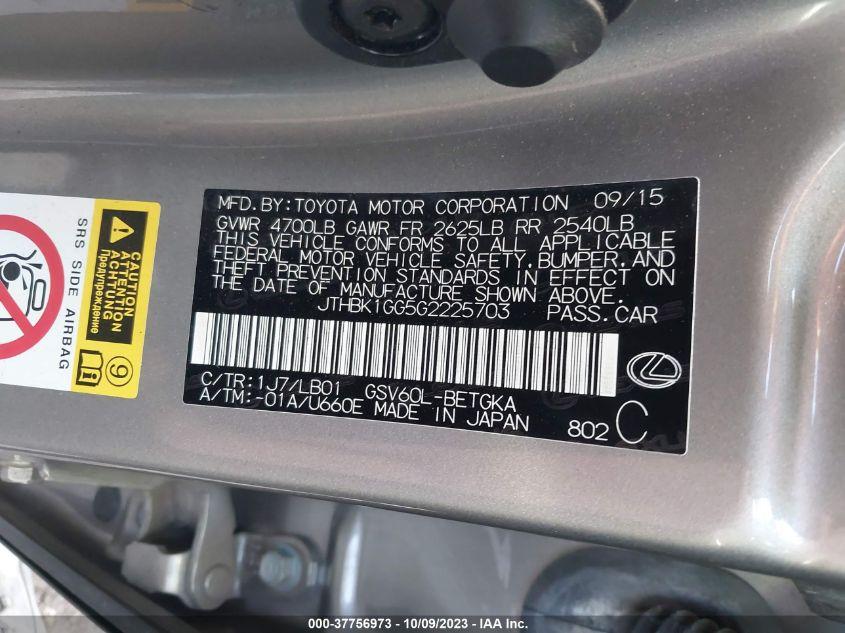 MFD.BY:TOYOTA MOTOR CORPORATION 09/15
GVWR 4700LB GAWR FR 2625LB RR 2540LB
THIS VEHICLE CONFORMS TO ALL APPLICABLE
FEDERAL MOTOR VEHICLE SAFETY,BUMPER,AND
THEFT PREVENTION STANDARDS IN EFFECT ON
THE DATE OF MANUFACTURE SHOWN ABOVE.
JTHBK1GG5G2225703 PASS.CAR
C/TR:1J7/LB01 GSV60L-BETGKA
A/TM:-01A/U660E MADE IN JAPAN 802 C
SRS SIDE AIRBAG
CAUTION
ATTENTION
ACHTUNG
Предупреждение
9
000-37756973 - 10/09/2023 - IAA Inc.